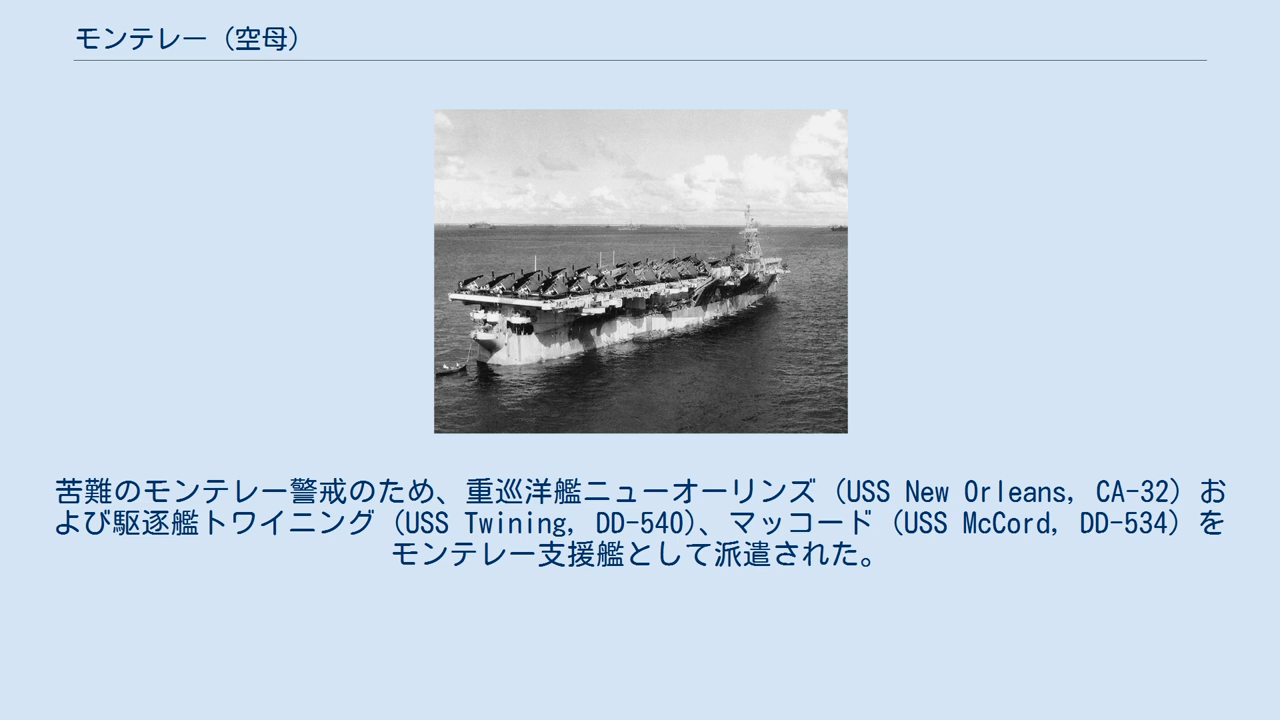 モンテレー（空母）
苦難のモンテレー警戒のため、重巡洋艦ニューオーリンズ（USS New Orleans, CA-32）お
よび駆逐艦トワイニング（USS Twining, DD-540）、マッコード（USS McCord, DD-534）を
モンテレー支援艦として派遣された。